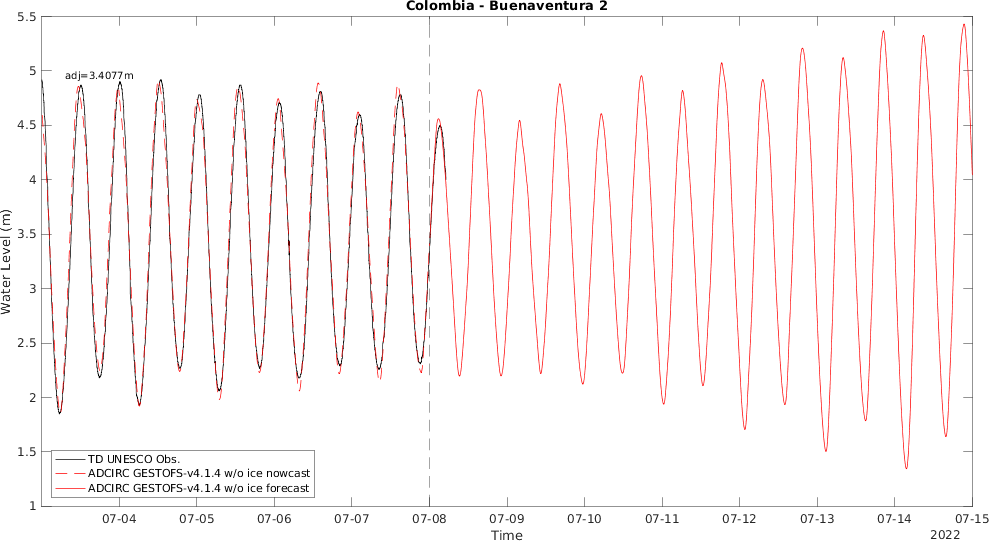 Colombia - Buenaventura 2
5.5
5
4.5
4
3.5
3
2.5
2
1.5
1
Water Level (m)
adj=3.4077m
TD UNESCO Obs.
ADCIRC GESTOFS-v4.1.4 w/o ice nowcast
ADCIRC GESTOFS-v4.1.4 w/o ice forecast
07-04 07-05 07-06 07-07 07-08 07-09 07-10 07-11 07-12 07-13 07-14 07-15
2022
Time